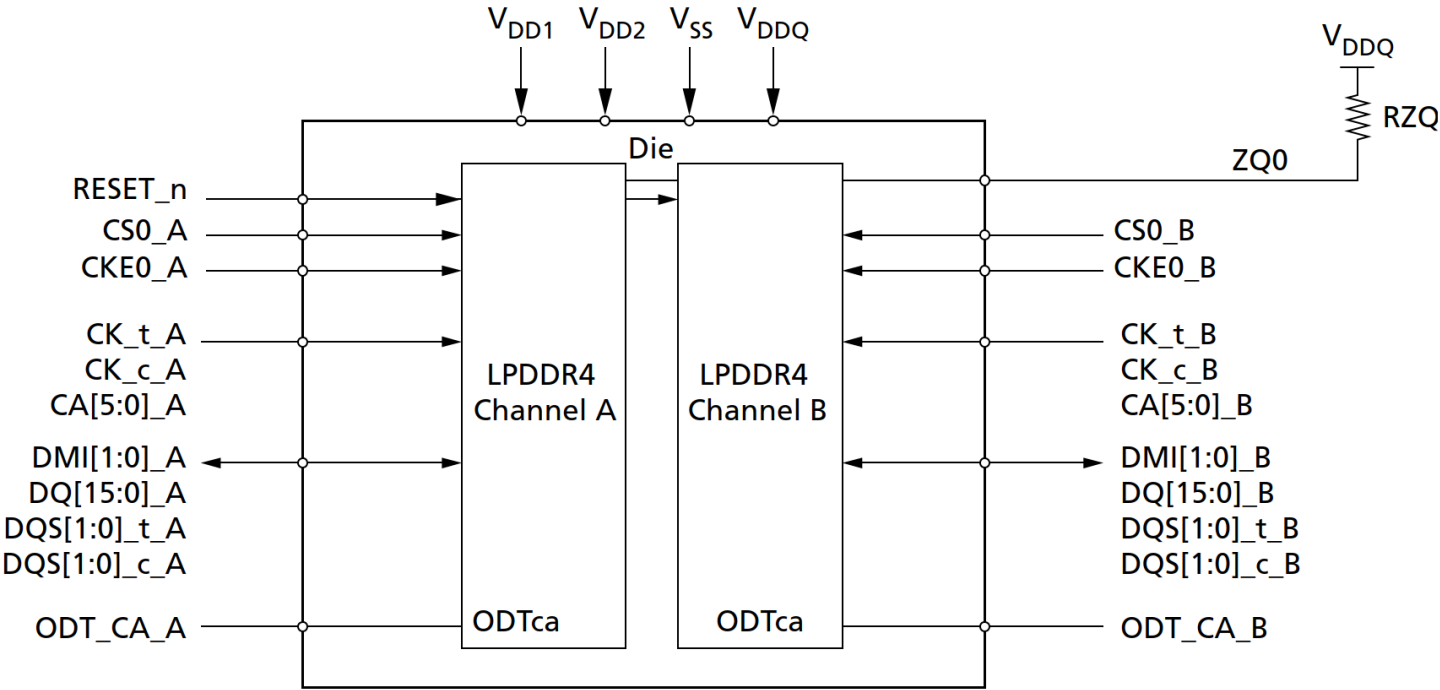 VDD1 VDD2 VSS VDDQ
VDDQ
RZQ
Die
ZQ0
RESET_n
CS0_A
CKE0_A
CK_t_A
CK_c_A
CA[5:0]_A
DMI[1:0]_A
DQ[15:0]_A
DQS[1:0]_t_A
DQS[1:0]_c_A
ODT_CA_A
LPDDR4
Channel A
ODTca
LPDDR4
Channel B
ODTca
CS0_B
CKE0_B
CK_t_B
CK_c_B
CA[5:0]_B
DMI[1:0]_B
DQ[15:0]_B
DQS[1:0]_t_B
DQS[1:0]_c_B
ODT_CA_B